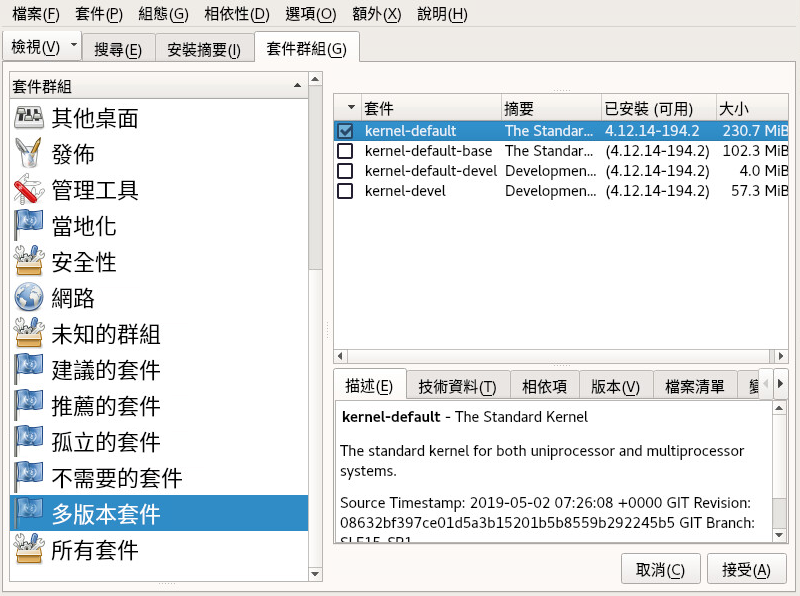 檔案(F) 套件(P) 組態(G) 相依性(D) 選項(O) 額外(X) 說明(H)
檢視(V) 搜尋(E) 安裝摘要(I) 套件群組(G)
套件群組
其他桌面
發佈
管理工具
當地化
安全性
網路
未知的群組
建議的套件
推薦的套件
孤立的套件
不需要的套件
多版本套件
所有套件
套件 摘要 已安裝 (可用) 大小
kernel-default The Standar... 4.12.14-194.2 230.7 MiB
kernel-default-base The Standar... (4.12.14-194.2) 102.3 MiB
kernel-default-devel Developmen... (4.12.14-194.2) 4.0 MiB
kernel-devel Developmen... (4.12.14-194.2) 57.3 MiB
描述(E) 技術資料(T) 相依項 版本(V) 檔案清單
kernel-default - The Standard Kernel
The standard kernel for both uniprocessor and multiprocessor
systems.
Source Timestamp: 2019-05-02 07:26:08 +0000 GIT Revision:
08632bf397ce01d5a3b15201b5b8559b292245b5 GIT Branch:
SLE15-SP1
取消(C) 接受(A)